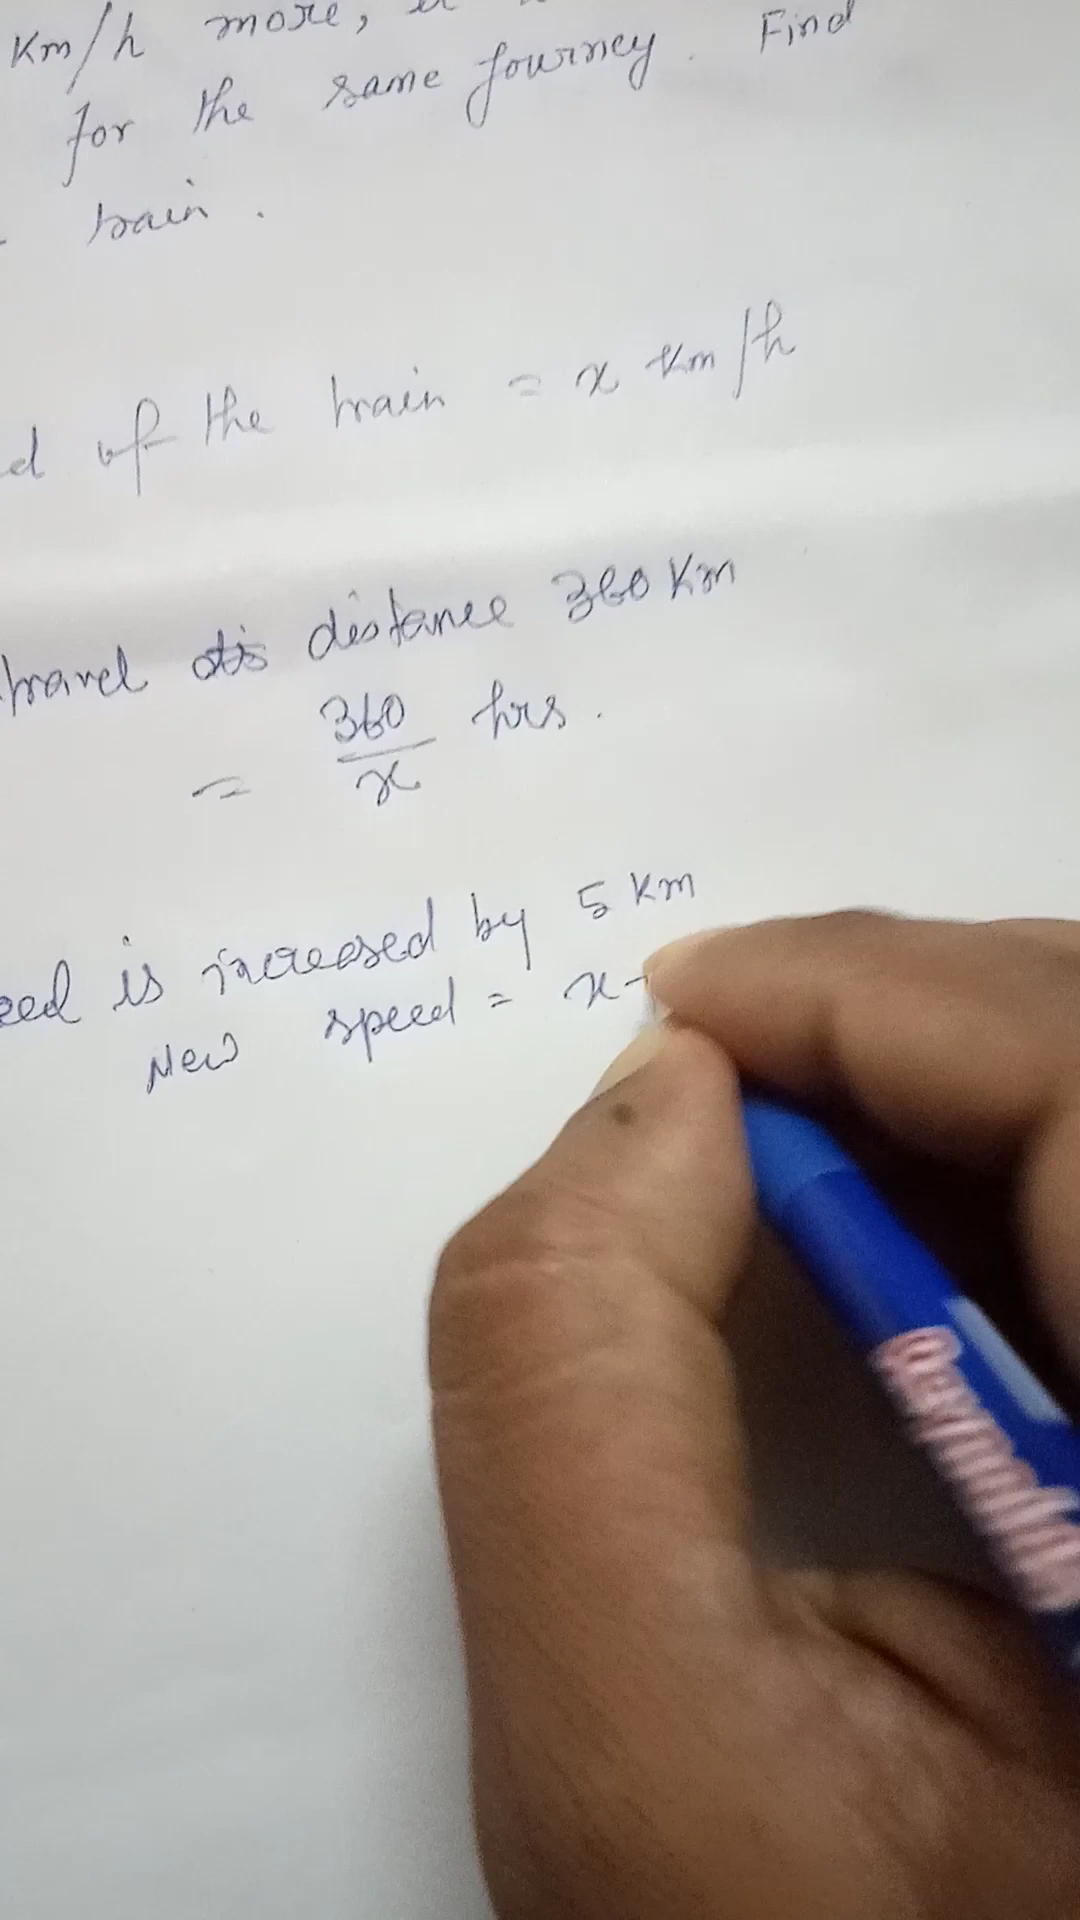 Km/h more,
for the same journey. Find
train.
d of the train = x Km/h
travel distance 360 Km
= 360/x hrs.
eed is increased by 5 Km
New speed = x